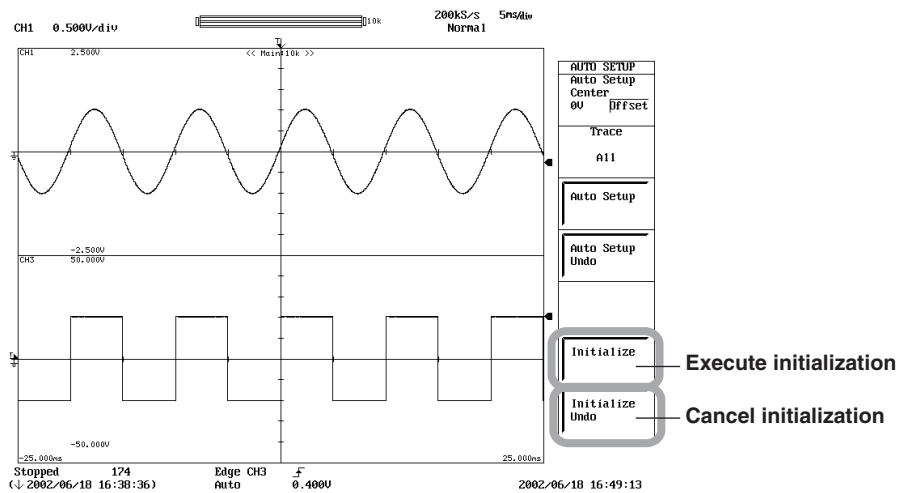 CH1 0.500V/div
10k
200kS/s 5ms/div
Normal
CH1 2.500V
<< Main:10k >>
-2.500V
CH3 50.000V
-50.000V
-25.000ms
25.000ms
Stopped 174
Edge CH3
(↓ 2002/06/18 16:38:36)
Auto 0.400V
2002/06/18 16:49:13
AUTO SETUP
Auto Setup
Center
0V Offset
Trace
All
Auto Setup
Auto Setup
Undo
Initialize
Execute initialization
Initialize
Undo
Cancel initialization